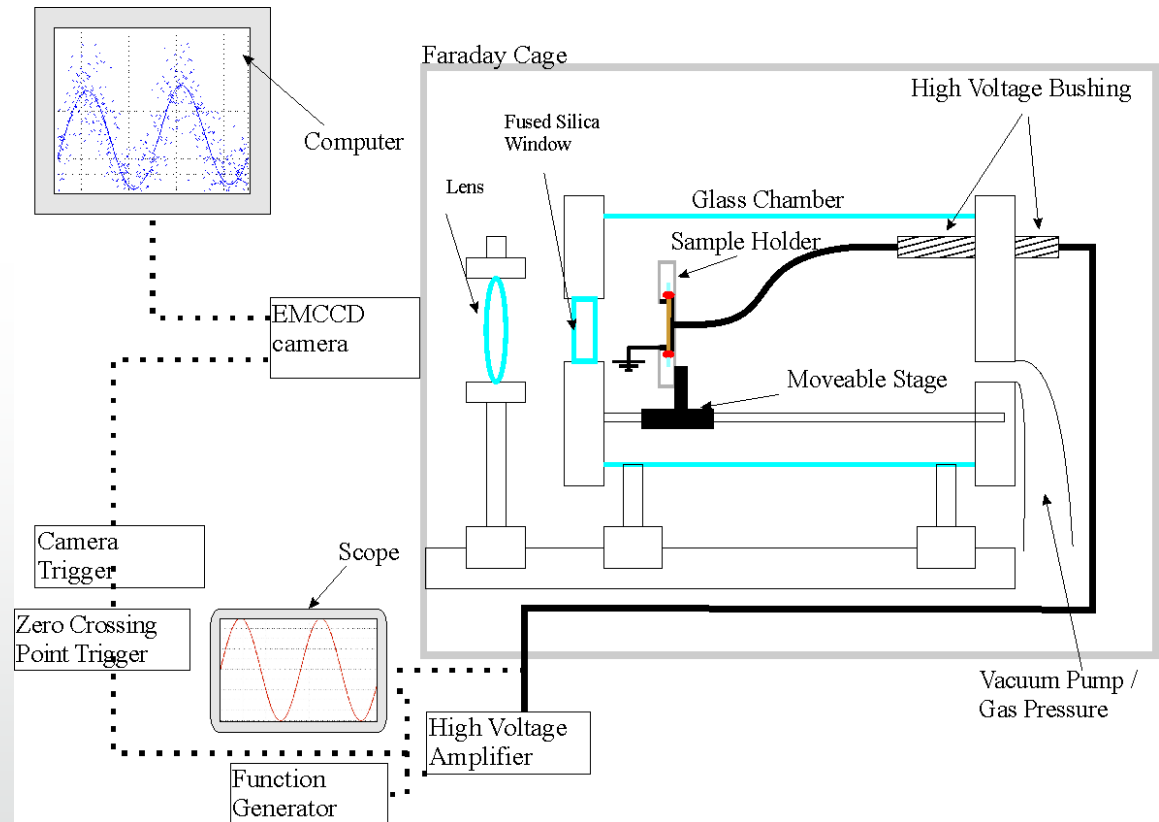 Faraday Cage
High Voltage Bushing
Fused Silica
Window
Computer
Lens
Glass Chamber
Sample Holder
EMCCD
camera
Moveable Stage
Camera
Trigger
Scope
Zero Crossing
Point Trigger
Vacuum Pump /
Gas Pressure
High Voltage
Amplifier
Function
Generator